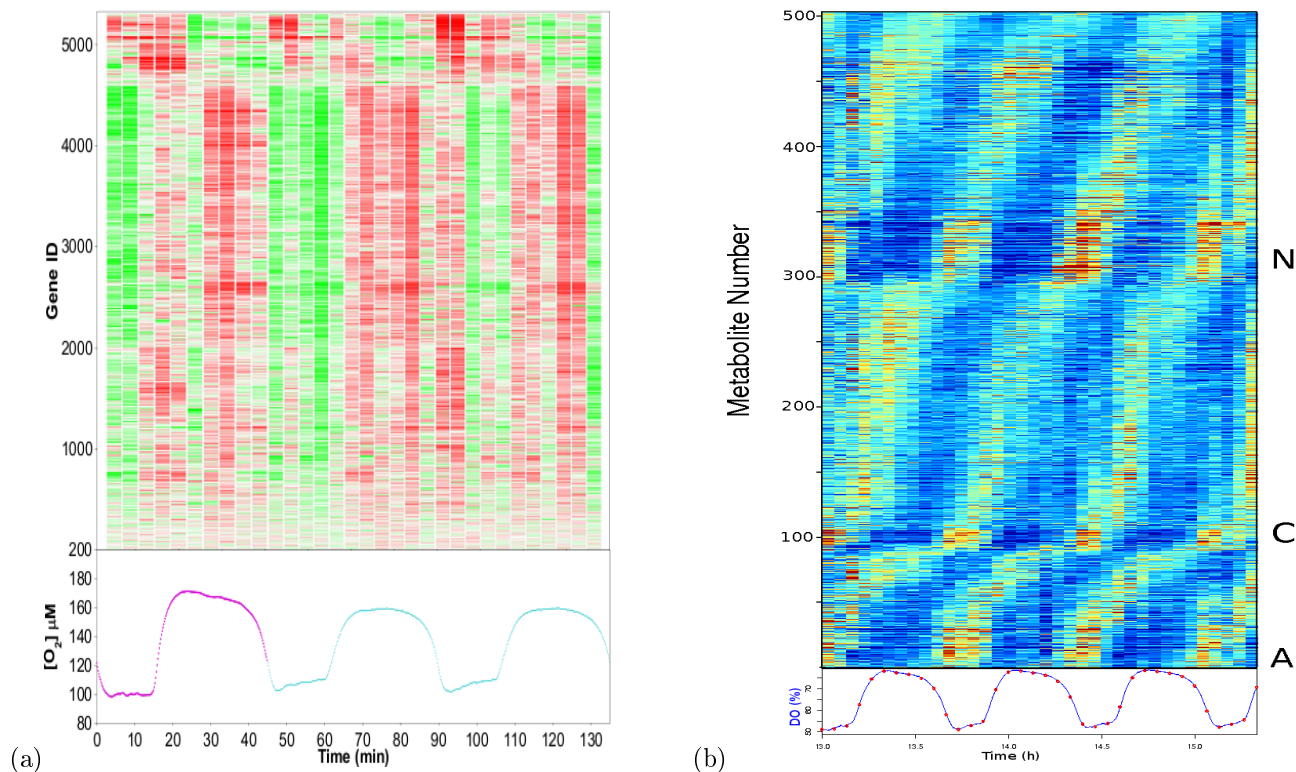 5000
4000
3000
2000
1000
Gene ID
200
180
160
140
120
100
80
[O2] μM
0 10 20 30 40 50 60 70 80 90 100 110 120 130
Time (min)
(a)
500
400
300
200
100
Metabolite Number
N
C
A
DO (%)
13.0 13.5 14.0 14.5 15.0
Time (h)
(b)